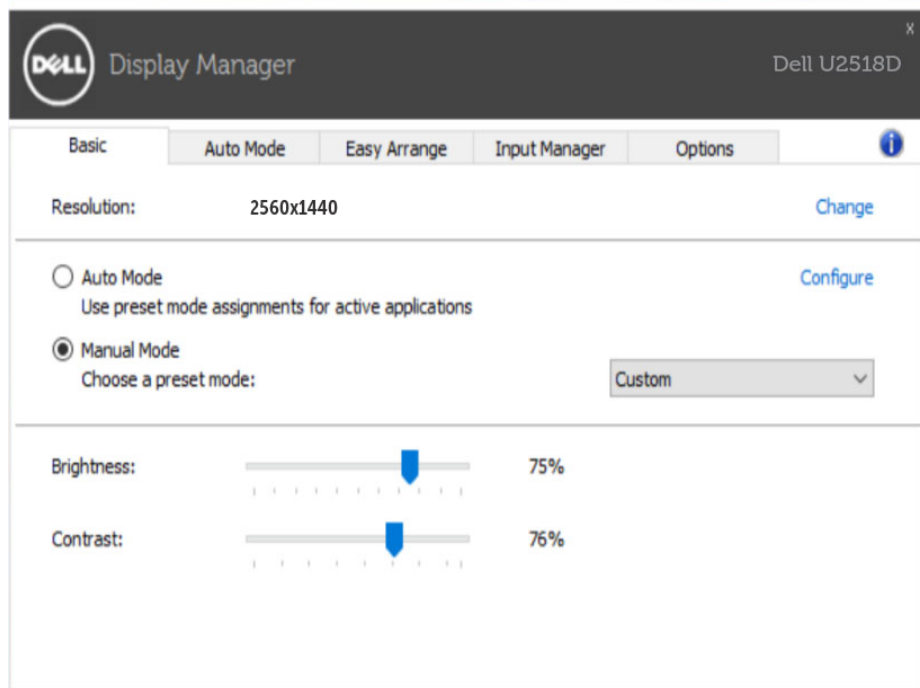 DELL Display Manager
x
Dell U2518D
Basic Auto Mode Easy Arrange Input Manager Options i
Resolution: 2560x1440 Change
Auto Mode Configure
Use preset mode assignments for active applications
Manual Mode
Choose a preset mode: Custom
Brightness: 75%
Contrast: 76%